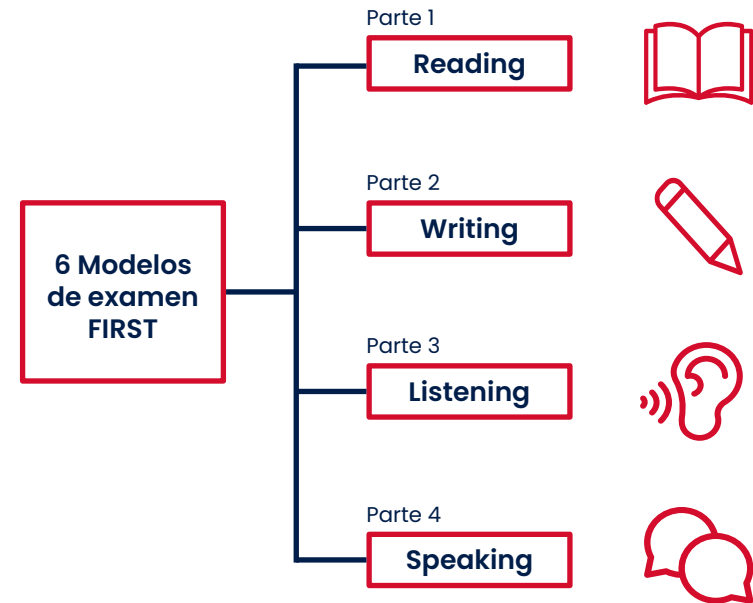 6 Modelos
de examen
FIRST
Parte 1
Reading
Parte 2
Writing
Parte 3
Listening
Parte 4
Speaking